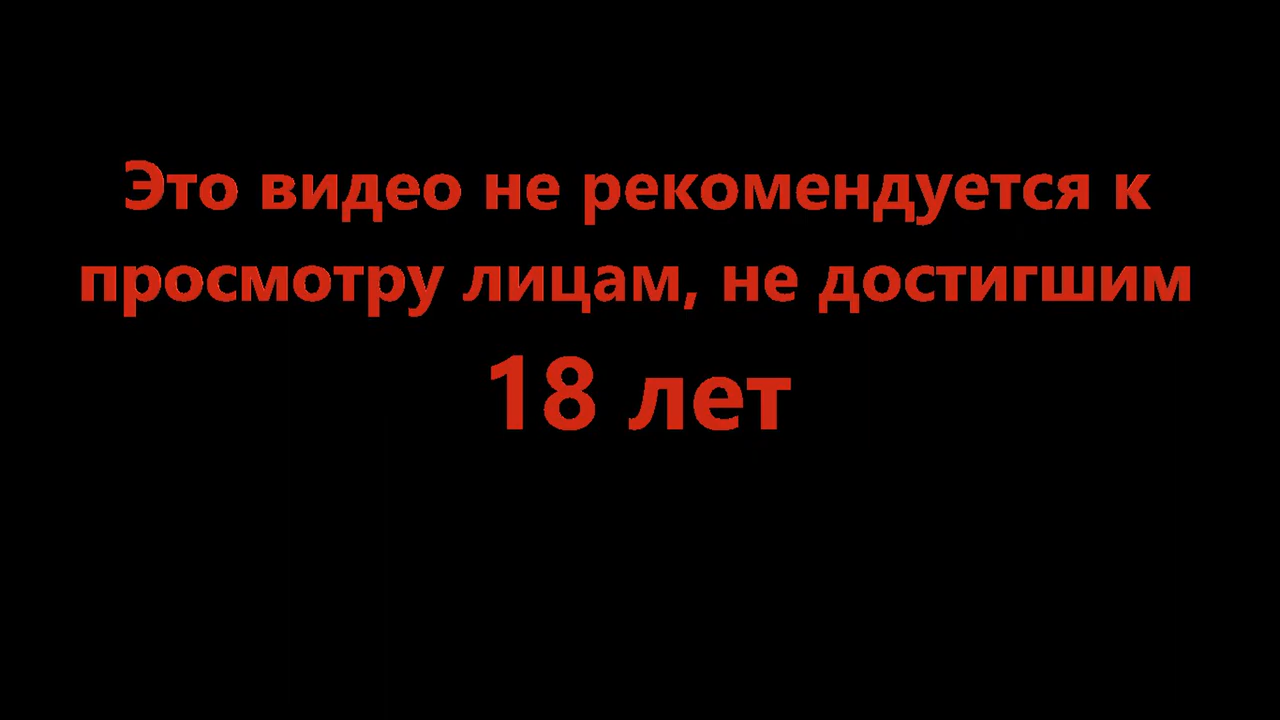 Это видео не рекомендуется к
просмотру лицам, не достигшим
18 лет